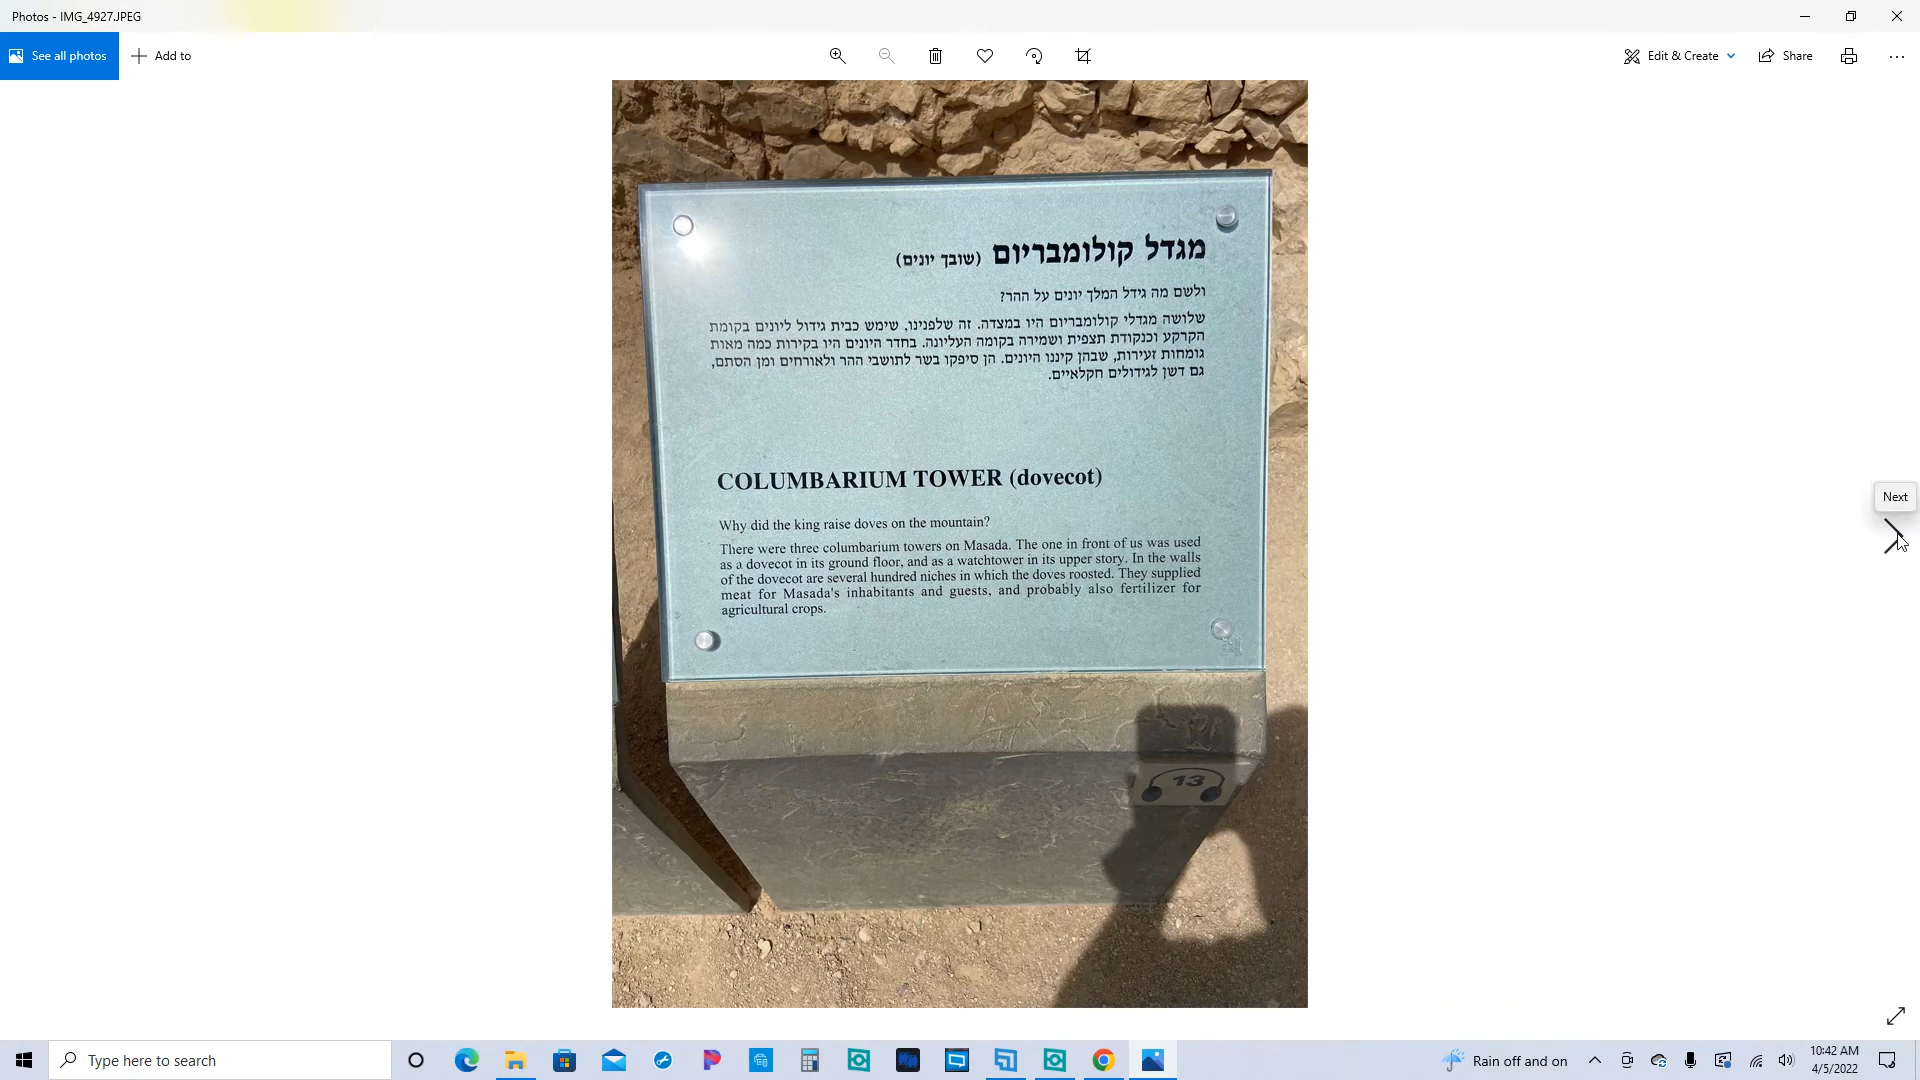 Photos - IMG_4927.JPEG
See all photos
Add to
Edit & Create
Share
מגדל קולומבריום (שובך יונים)
ולשם מה גידל המלך יונים על ההר?
שלושה מגדלי קולומבריום היו במצדה. זה שלפנינו, שימש כבית גידול ליונים בקומת
הקרקע וכנקודת תצפית ושמירה בקומה העליונה. בחדר היונים היו בקירות כמה מאות
גומחות זעירות, שבהן קיננו היונים. הן סיפקו בשר לתושבי ההר ולאורחים ומן הסתם,
גם דשן לגידולים חקלאיים.
COLUMBARIUM TOWER (dovecot)
Why did the king raise doves on the mountain?
There were three columbarium towers on Masada. The one in front of us was used
as a dovecot in its ground floor, and as a watchtower in its upper story. In the walls
of the dovecot are several hundred niches in which the doves roosted. They supplied
meat for Masada's inhabitants and guests, and probably also fertilizer for
agricultural crops.
13
Next
Type here to search
Rain off and on
10:42 AM
4/5/2022